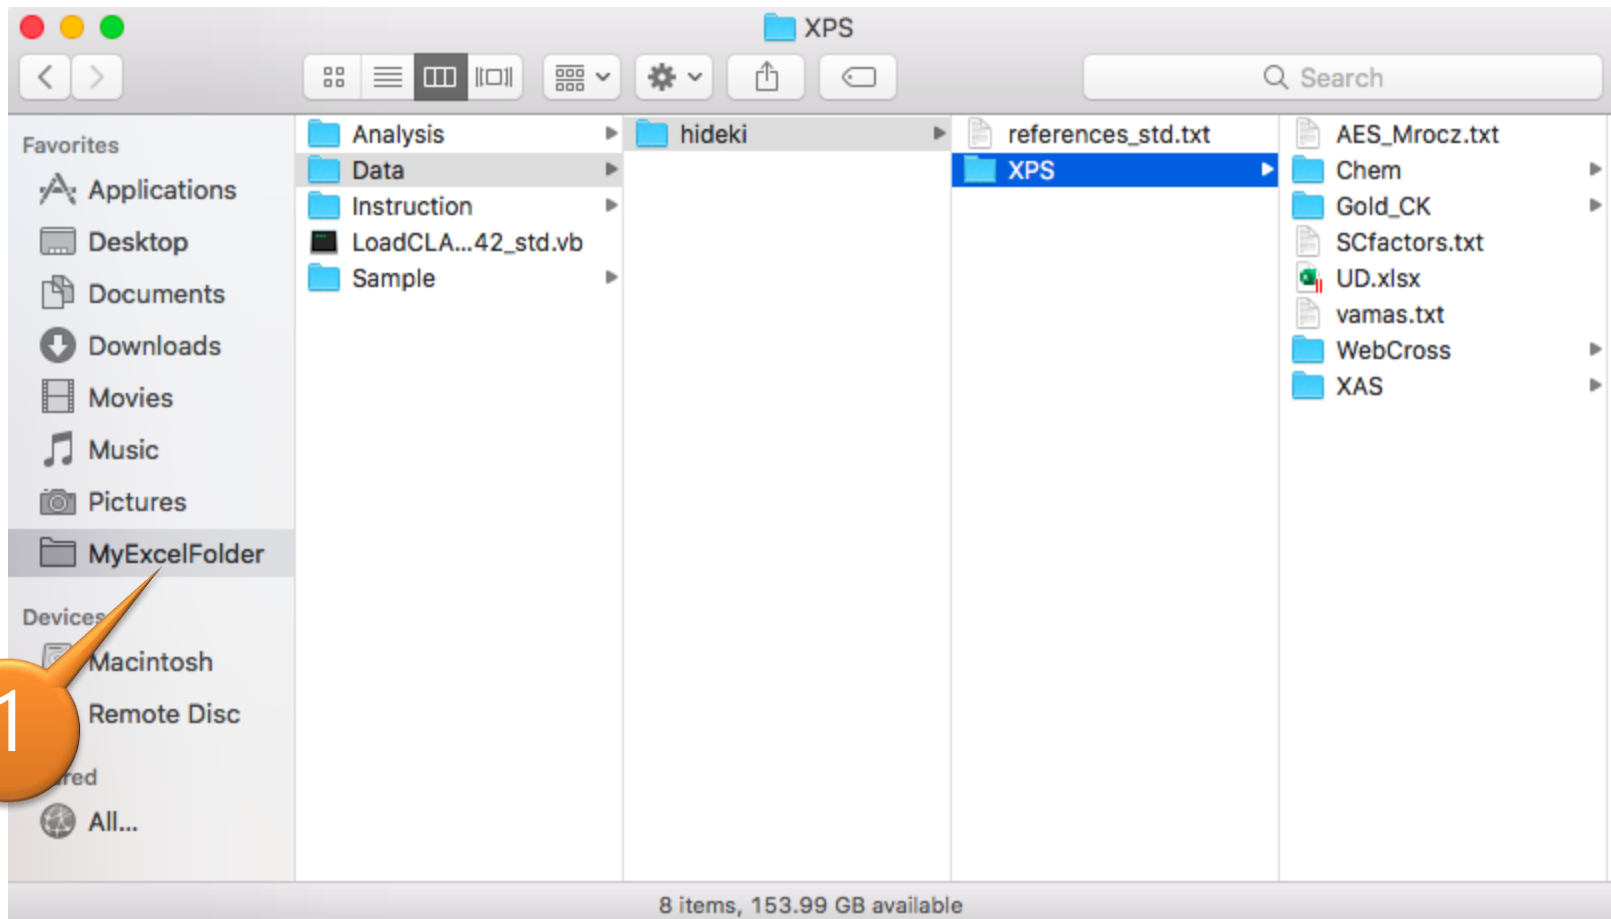 XPS
Search
Favorites
Applications
Desktop
Documents
Downloads
Movies
Music
Pictures
MyExcelFolder
Devices
Macintosh
Remote Disc
All...
1
Analysis
Data
Instruction
LoadCLA...42_std.vb
Sample
hideki
references_std.txt
XPS
AES_Mrocz.txt
Chem
Gold_CK
SCfactors.txt
UD.xlsx
vamas.txt
WebCross
XAS
8 items, 153.99 GB available